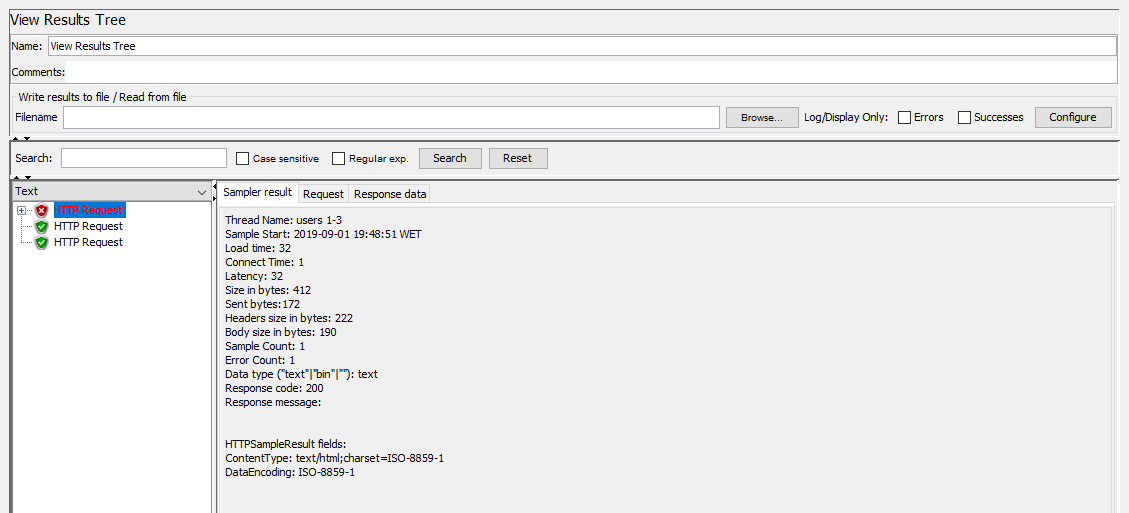 View Results Tree
Name: View Results Tree
Comments:
Write results to file / Read from file
Filename Browse... Log/Display Only: Errors Successes Configure
Search: Case sensitive Regular exp. Search Reset
Text
HTTP Request
HTTP Request
HTTP Request
Sampler result Request Response data
Thread Name: users 1-3
Sample Start: 2019-09-01 19:48:51 WET
Load time: 32
Connect Time: 1
Latency: 32
Size in bytes: 412
Sent bytes:172
Headers size in bytes: 222
Body size in bytes: 190
Sample Count: 1
Error Count: 1
Data type ("text"|"bin"|""): text
Response code: 200
Response message:
HTTPSampleResult fields:
ContentType: text/html;charset=ISO-8859-1
DataEncoding: ISO-8859-1